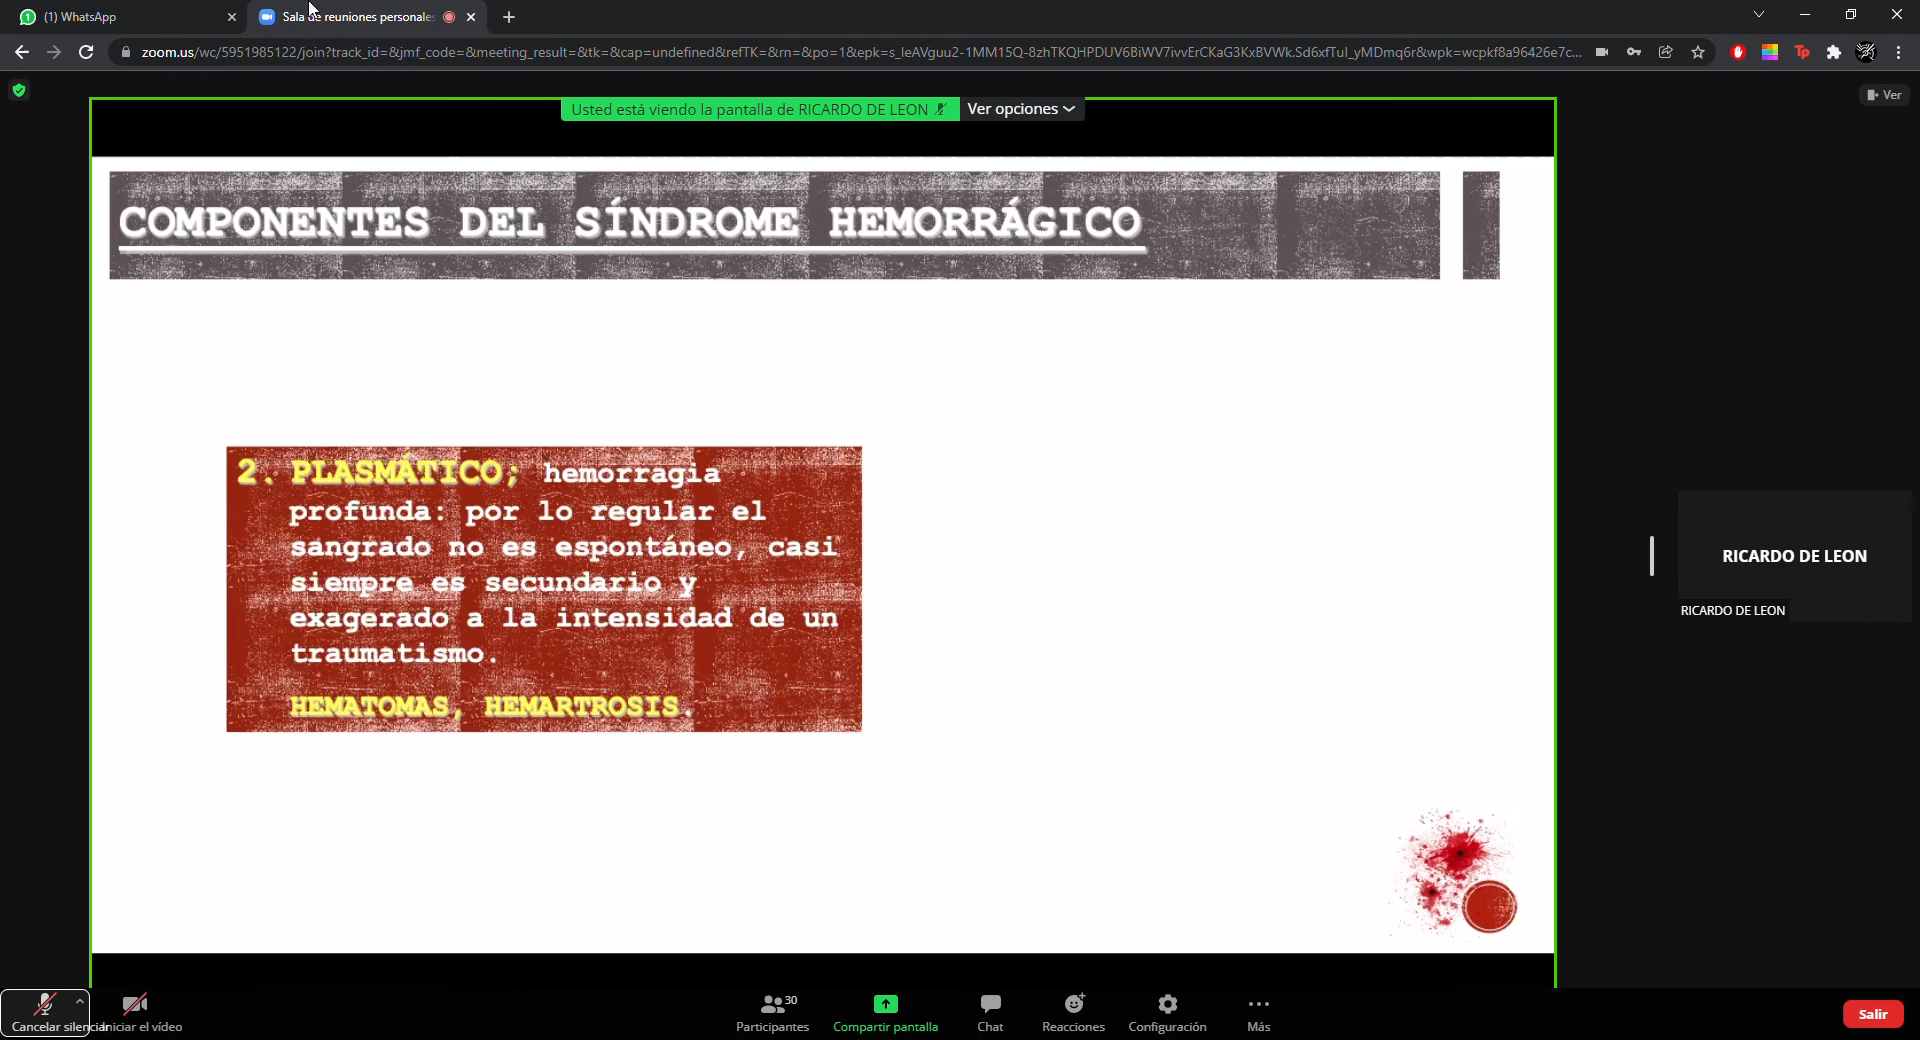 (1) WhatsApp
Sala de reuniones personales
zoom.us/wc/5951985122/join?track_id=&jmf_code=&meeting_result=&tk=&cap=undefined&refTK=&rn=&po=1&epk=s_leAVguu2-1MM15Q-8zhTKQHPDUV6BiWV7ivvErCKaG3KxBVWk.Sd6xfTuI_yMDmq6r&wpk=wcpkf8a96426e7c...
Usted está viendo la pantalla de RICARDO DE LEON
Ver opciones
Ver
COMPONENTES DEL SÍNDROME HEMORRÁGICO
2. PLASMÁTICO; hemorragia
profunda: por lo regular el
sangrado no es espontáneo, casi
siempre es secundario y
exagerado a la intensidad de un
traumatismo.
HEMATOMAS, HEMARTROSIS.
RICARDO DE LEON
RICARDO DE LEON
Cancelar silenciar
Iniciar el vídeo
30
Participantes
Compartir pantalla
Chat
Reacciones
Configuración
Más
Salir